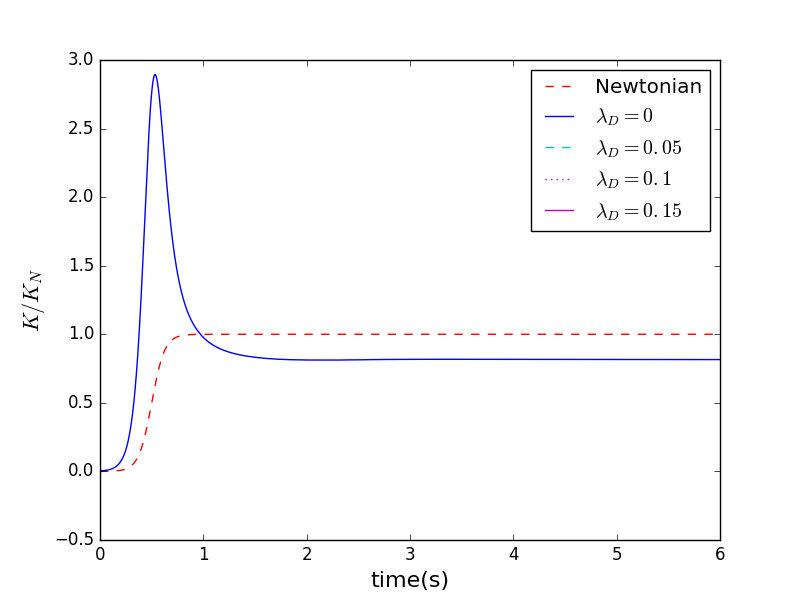 3.0
2.5
2.0
1.5
1.0
0.5
0.0
−0.5
K/K_N
0 1 2 3 4 5 6
time(s)
Newtonian
λ_D = 0
λ_D = 0.05
λ_D = 0.1
λ_D = 0.15